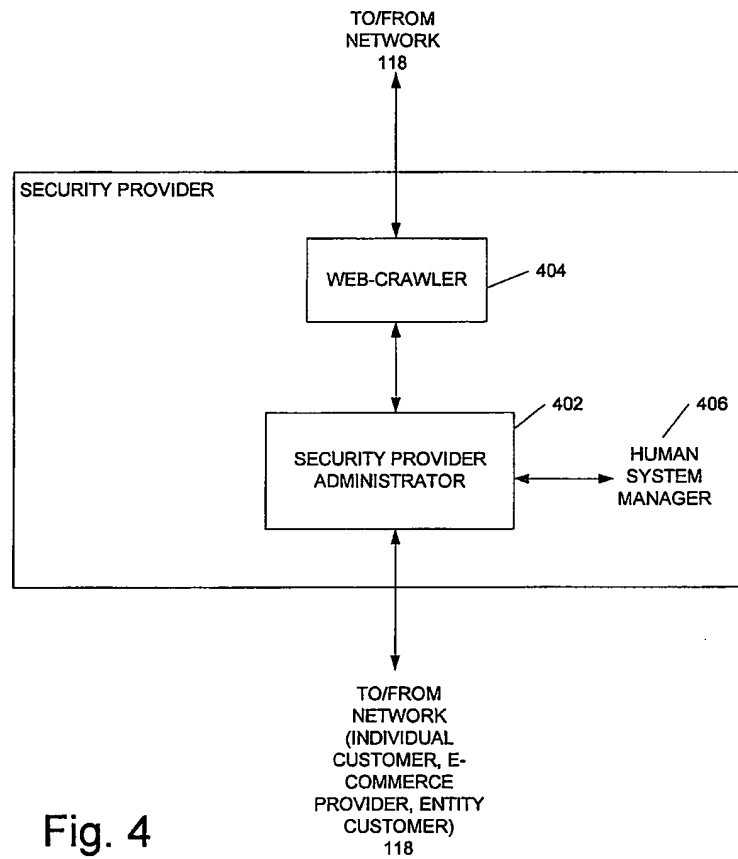 TO/FROM
NETWORK
118
SECURITY PROVIDER
WEB-CRAWLER
404
402
SECURITY PROVIDER
ADMINISTRATOR
406
HUMAN
SYSTEM
MANAGER
TO/FROM
NETWORK
(INDIVIDUAL
CUSTOMER, E-
COMMERCE
PROVIDER, ENTITY
CUSTOMER)
118
Fig. 4